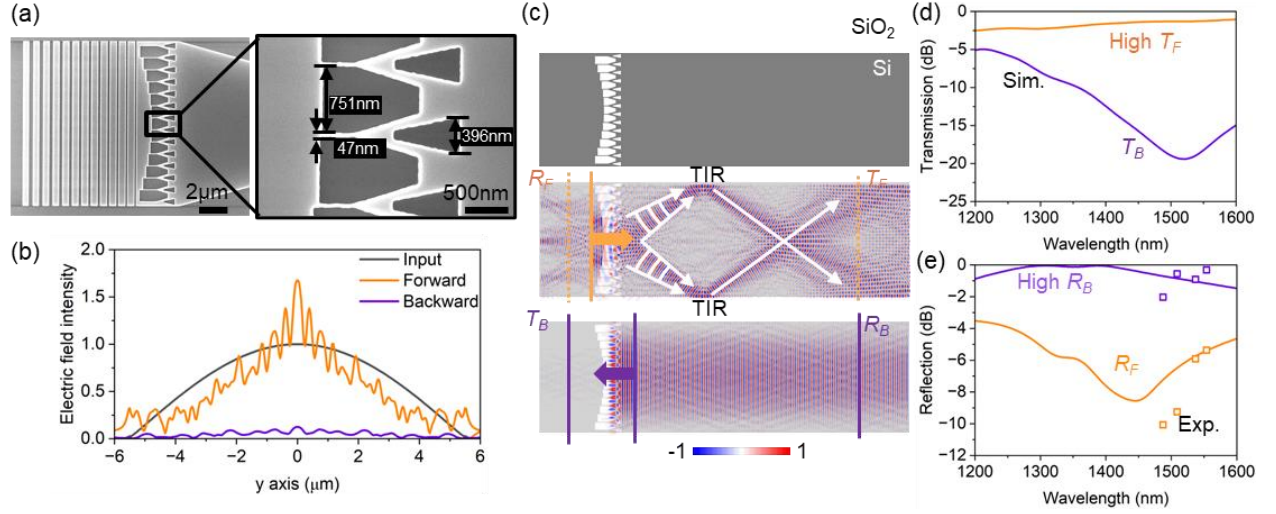 (a)
751nm
47nm
396nm
2μm
500nm
(b)
2.0
1.5
1.0
0.5
0.0
Electric field intensity
Input
Forward
Backward
−6 −4 −2 0 2 4 6
y axis (μm)
(c)
SiO2
Si
RF
TIR
TF
TIR
TB
RB
-1 1
(d)
0
−5
−10
−15
−20
−25
Transmission (dB)
High TF
Sim.
TB
1200 1300 1400 1500 1600
Wavelength (nm)
(e)
0
−2
−4
−6
−8
−10
−12
Reflection (dB)
High RB
RF
Exp.
1200 1300 1400 1500 1600
Wavelength (nm)